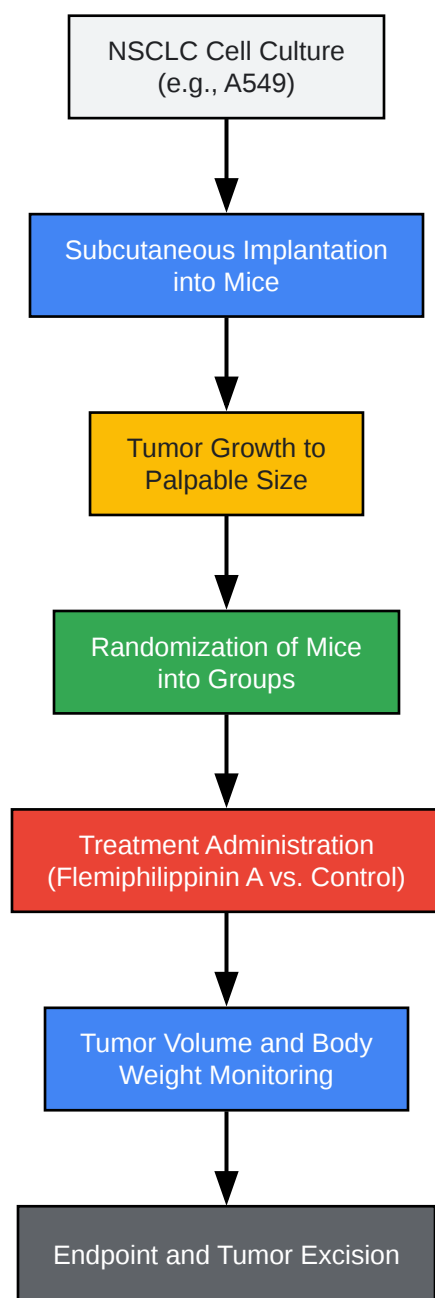 NSCLC Cell Culture
(e.g., A549)
Subcutaneous Implantation
into Mice
Tumor Growth to
Palpable Size
Randomization of Mice
into Groups
Treatment Administration
(Flemiphilippinin A vs. Control)
Tumor Volume and Body
Weight Monitoring
Endpoint and Tumor Excision